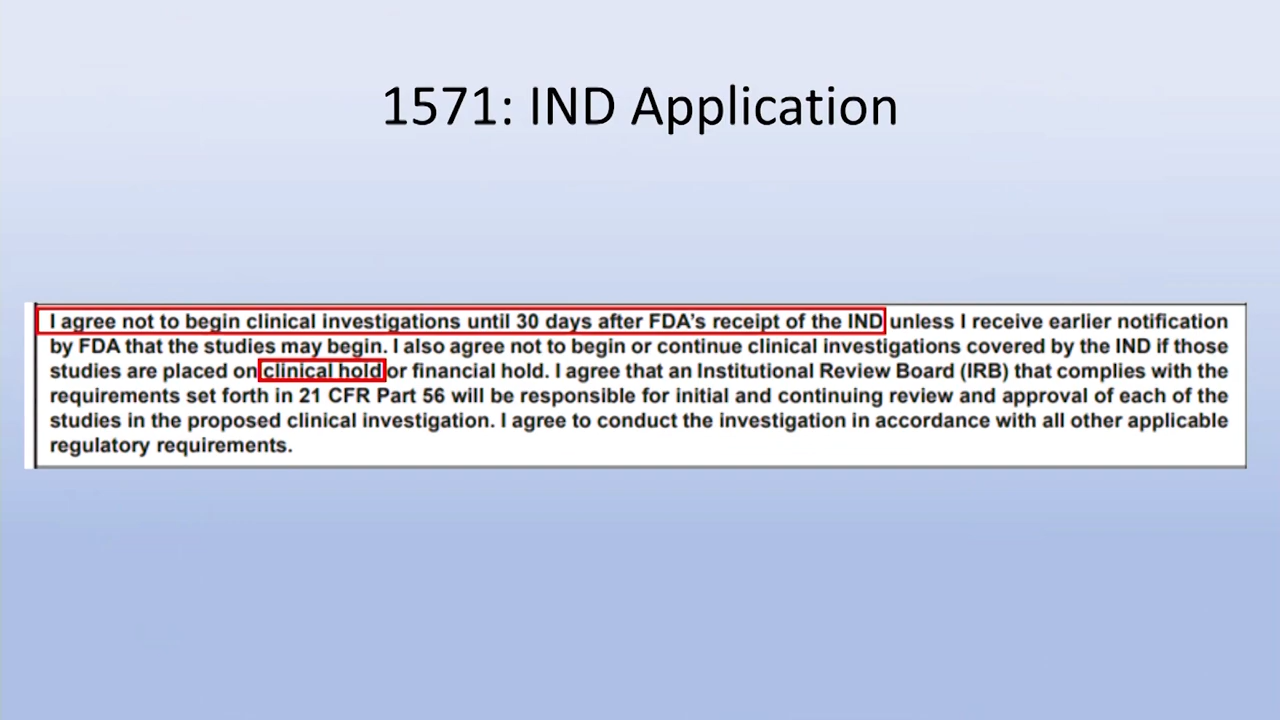 1571: IND Application
I agree not to begin clinical investigations until 30 days after FDA’s receipt of the IND unless I receive earlier notification
by FDA that the studies may begin. I also agree not to begin or continue clinical investigations covered by the IND if those
studies are placed on clinical hold or financial hold. I agree that an Institutional Review Board (IRB) that complies with the
requirements set forth in 21 CFR Part 56 will be responsible for initial and continuing review and approval of each of the
studies in the proposed clinical investigation. I agree to conduct the investigation in accordance with all other applicable
regulatory requirements.